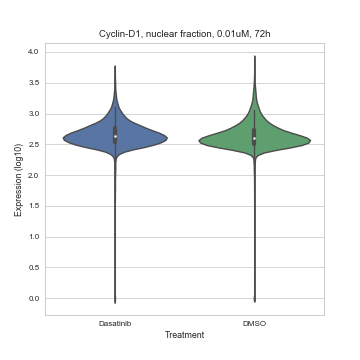 Cyclin-D1, nuclear fraction, 0.01uM, 72h
4.0
3.5
3.0
2.5
2.0
1.5
1.0
0.5
0.0
Expression (log10)
Dasatinib DMSO
Treatment